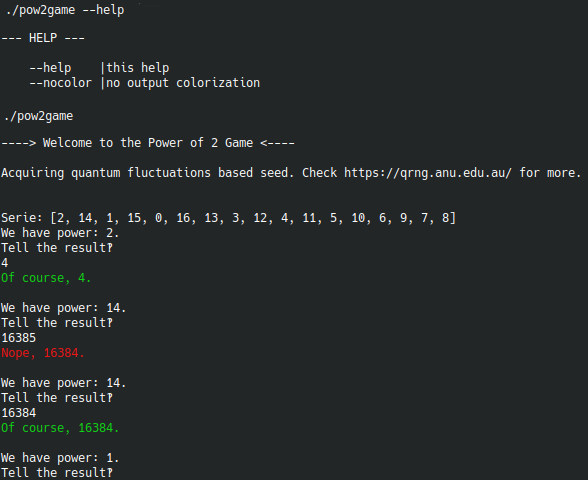 ./pow2game --help
--- HELP ---
--help |this help
--nocolor |no output colorization
./pow2game
----> Welcome to the Power of 2 Game <----
Acquiring quantum fluctuations based seed. Check https://qrng.anu.edu.au/ for more.
Serie: [2, 14, 1, 15, 0, 16, 13, 3, 12, 4, 11, 5, 10, 6, 9, 7, 8]
We have power: 2.
Tell the result‽
4
Of course, 4.
We have power: 14.
Tell the result‽
16385
Nope, 16384.
We have power: 14.
Tell the result‽
16384
Of course, 16384.
We have power: 1.
Tell the result‽